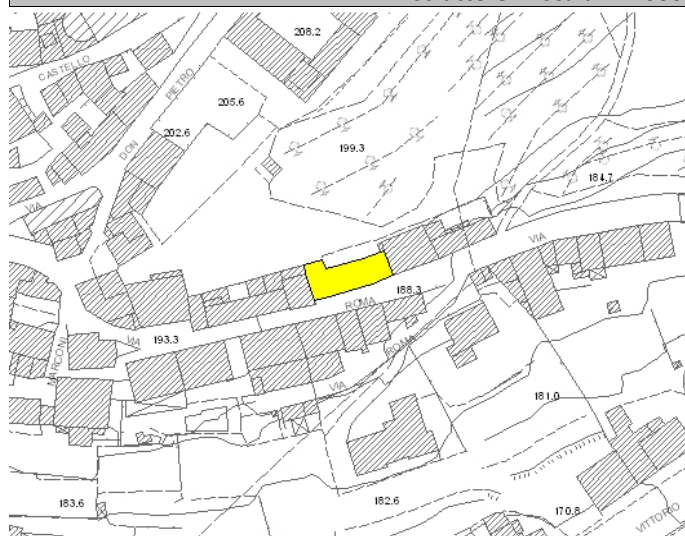 208.2
CASTELLO
PIETRO
205.6
202.6
DON
199.3
184.7
VIA
VIA
188.3
ROMA
193.3
VIA
MARCONI
ROMA
VIA
181.0
183.6
182.6
170.8
VITTORIO